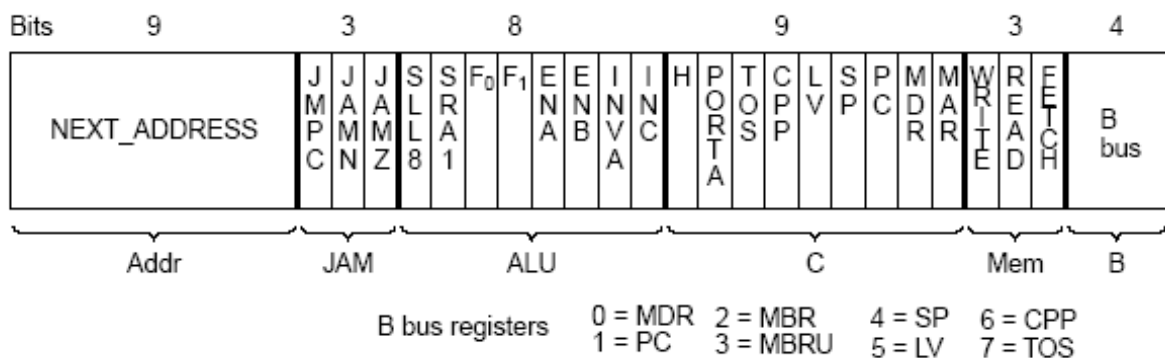 Bits 9 3 8 9 3 4
NEXT_ADDRESS JMPC JAMN JAMZ SLL8 SRA1 F0 F1 ENA ENB INVA INC H PORTA TOS CPP LV SP PC MDR MAR WRITE READ FETCH B bus
Addr JAM ALU C Mem B
B bus registers 0 = MDR 2 = MBR 4 = SP 6 = CPP
1 = PC 3 = MBRU 5 = LV 7 = TOS